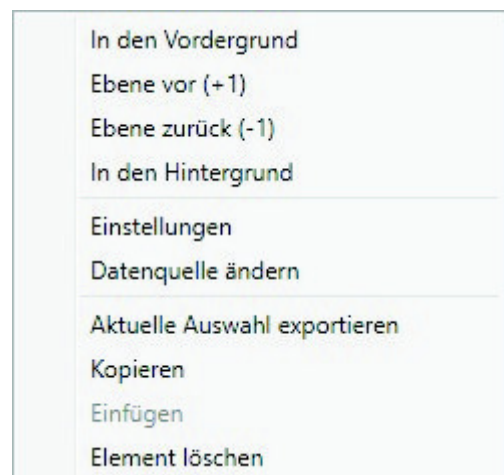 In den Vordergrund
Ebene vor (+1)
Ebene zurück (-1)
In den Hintergrund
Einstellungen
Datenquelle ändern
Aktuelle Auswahl exportieren
Kopieren
Einfügen
Element löschen